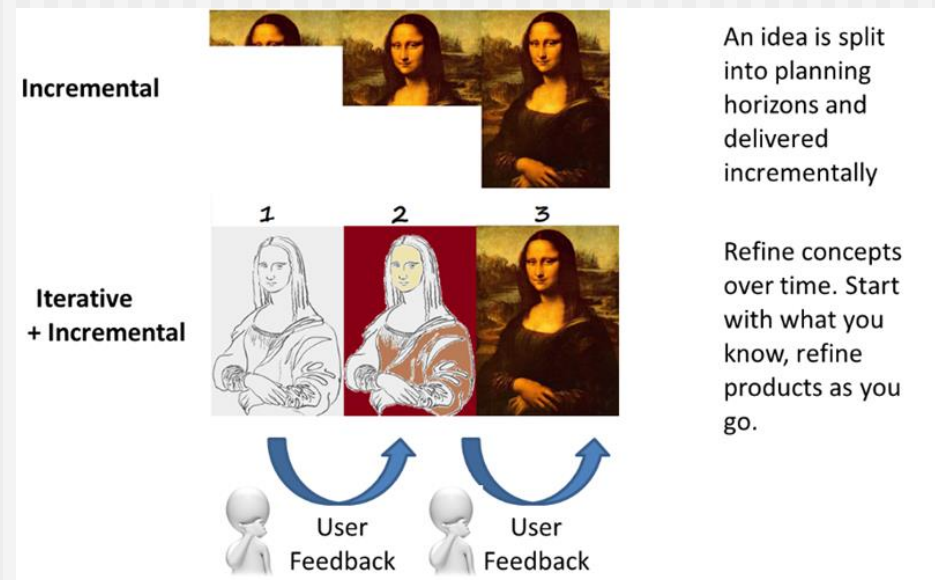 Incremental
An idea is split
into planning
horizons and
delivered
incrementally
1 2 3
Iterative
+ Incremental
Refine concepts
over time. Start
with what you
know, refine
products as you
go.
User
Feedback
User
Feedback